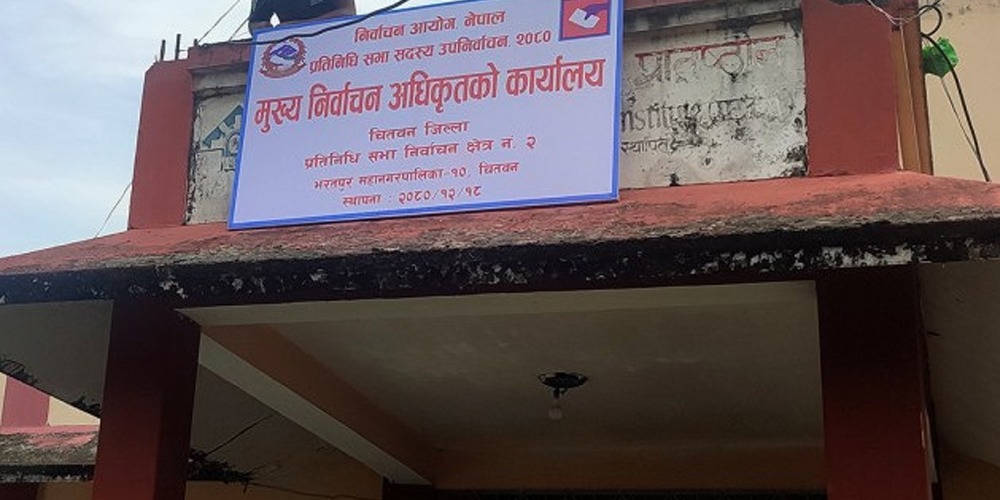 निर्वाचन आयोग, नेपाल
प्रतिनिधि सभा सदस्य उपनिर्वाचन, २०८०
मुख्य निर्वाचन अधिकृतको कार्यालय
चितवन जिल्ला
प्रतिनिधि सभा निर्वाचन क्षेत्र नं. २
भरतपुर महानगरपालिका-१०, चितवन
स्थापना : २०८०/१२/१८
प्रतिष्ठान